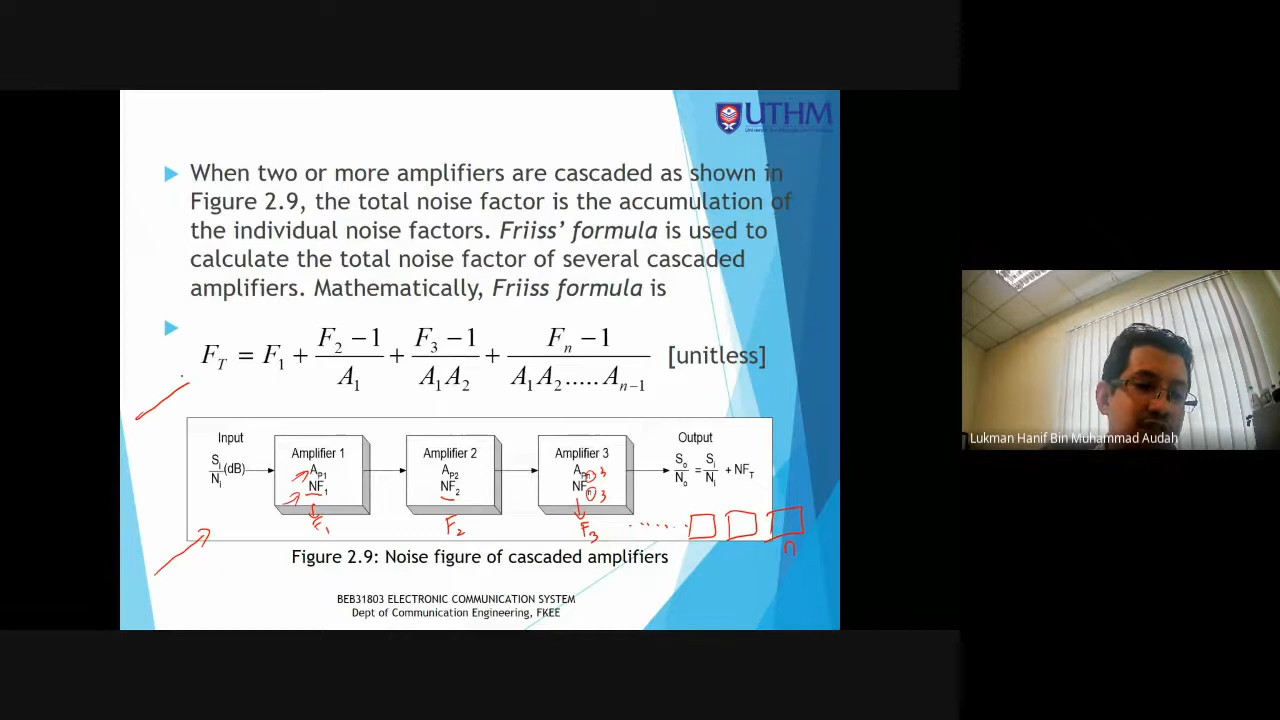 UTHM
When two or more amplifiers are cascaded as shown in
Figure 2.9, the total noise factor is the accumulation of
the individual noise factors. Friiss' formula is used to
calculate the total noise factor of several cascaded
amplifiers. Mathematically, Friiss formula is
F_T = F_1 + (F_2 − 1)/A_1 + (F_3 − 1)/(A_1 A_2) + (F_n − 1)/(A_1 A_2 ..... A_{n−1}) [unitless]
Input
S_i/N_i (dB)
Amplifier 1
A_P1
NF_1
F_1
Amplifier 2
A_P2
NF_2
F_2
Amplifier 3
3
3
F_3
n
Output
S_o/N_o = S_i/N_i + NF_T
Figure 2.9: Noise figure of cascaded amplifiers
BEB31803 ELECTRONIC COMMUNICATION SYSTEM
Dept of Communication Engineering, FKEE
Lukman Hanif Bin Muhammad Audah